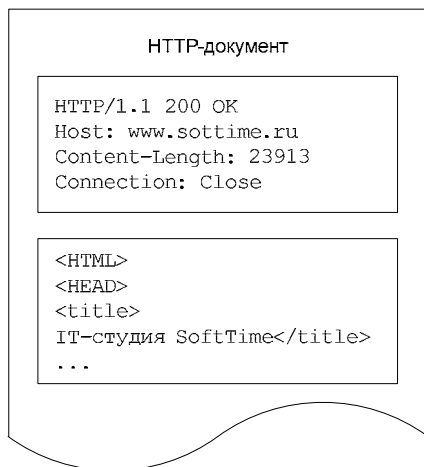 HTTP-документ
HTTP/1.1 200 OK
Host: www.sottime.ru
Content-Length: 23913
Connection: Close
<HTML>
<HEAD>
<title>
IT-студия SoftTime</title>
...